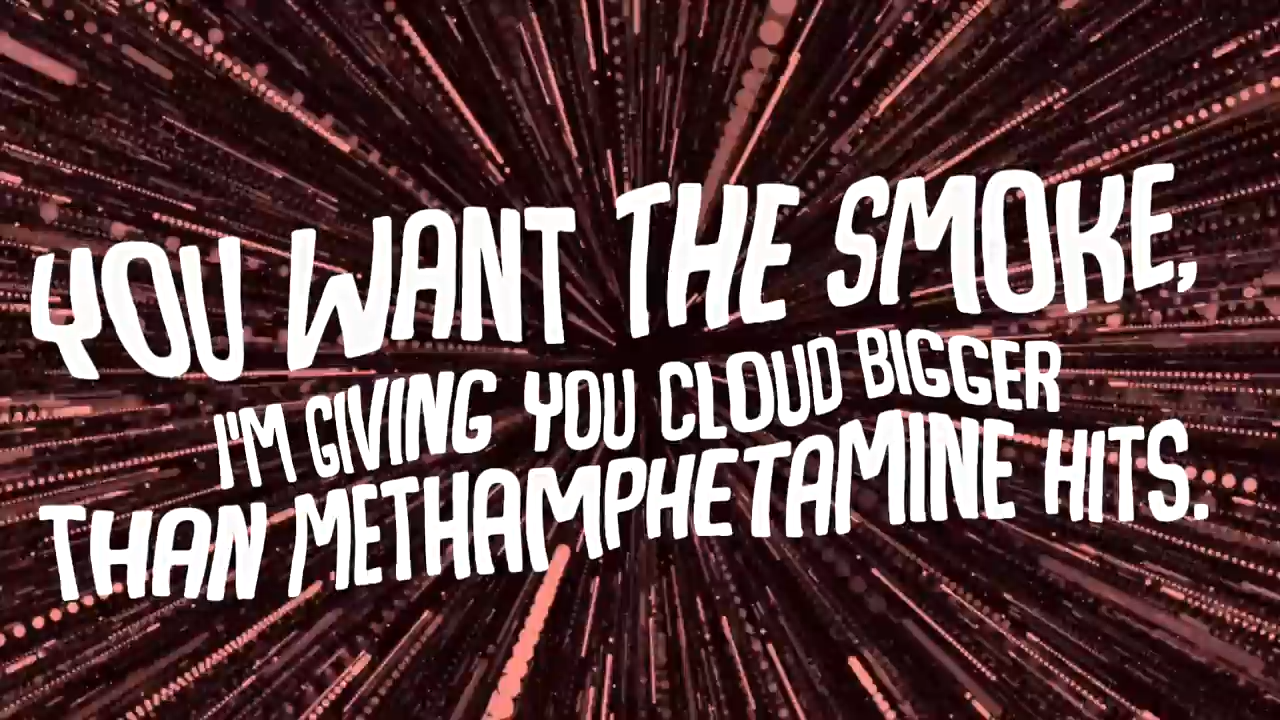 YOU WANT THE SMOKE,
I'M GIVING YOU CLOUD BIGGER
THAN METHAMPHETAMINE HITS.